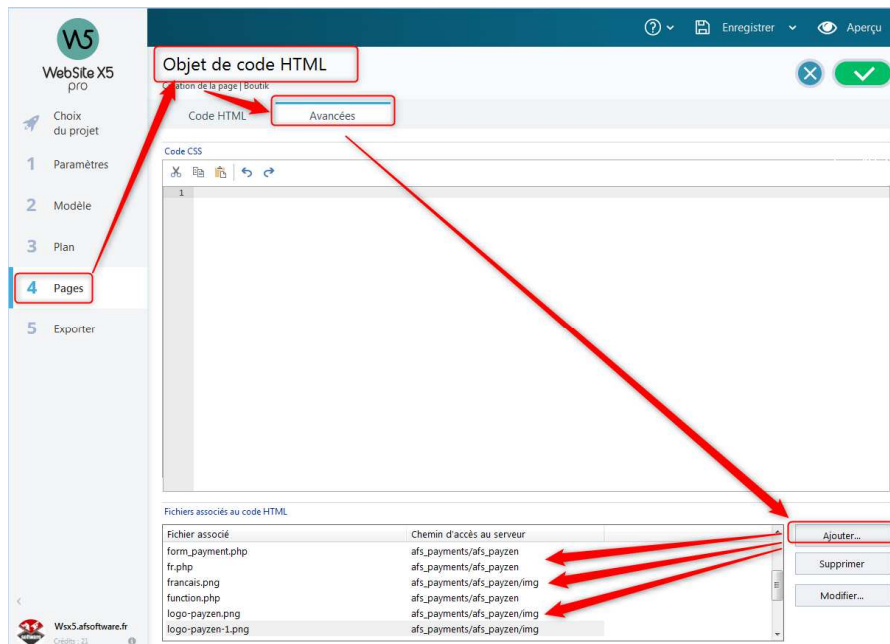 Enregistrer
Aperçu
W5
WebSite X5
pro
Objet de code HTML
Création de la page | Boutik
Choix
du projet
Code HTML
Avancées
1 Paramètres
Code CSS
2 Modèle
1
3 Plan
4 Pages
5 Exporter
Fichiers associés au code HTML
Fichier associé Chemin d'accès au serveur
Ajouter...
form_payment.php afs_payments/afs_payzen
fr.php afs_payments/afs_payzen
Supprimer
francais.png afs_payments/afs_payzen/img
function.php afs_payments/afs_payzen
Modifier...
logo-payzen.png afs_payments/afs_payzen/img
logo-payzen-1.png afs_payments/afs_payzen/img
Wsx5.afsoftware.fr
Crédits : 21